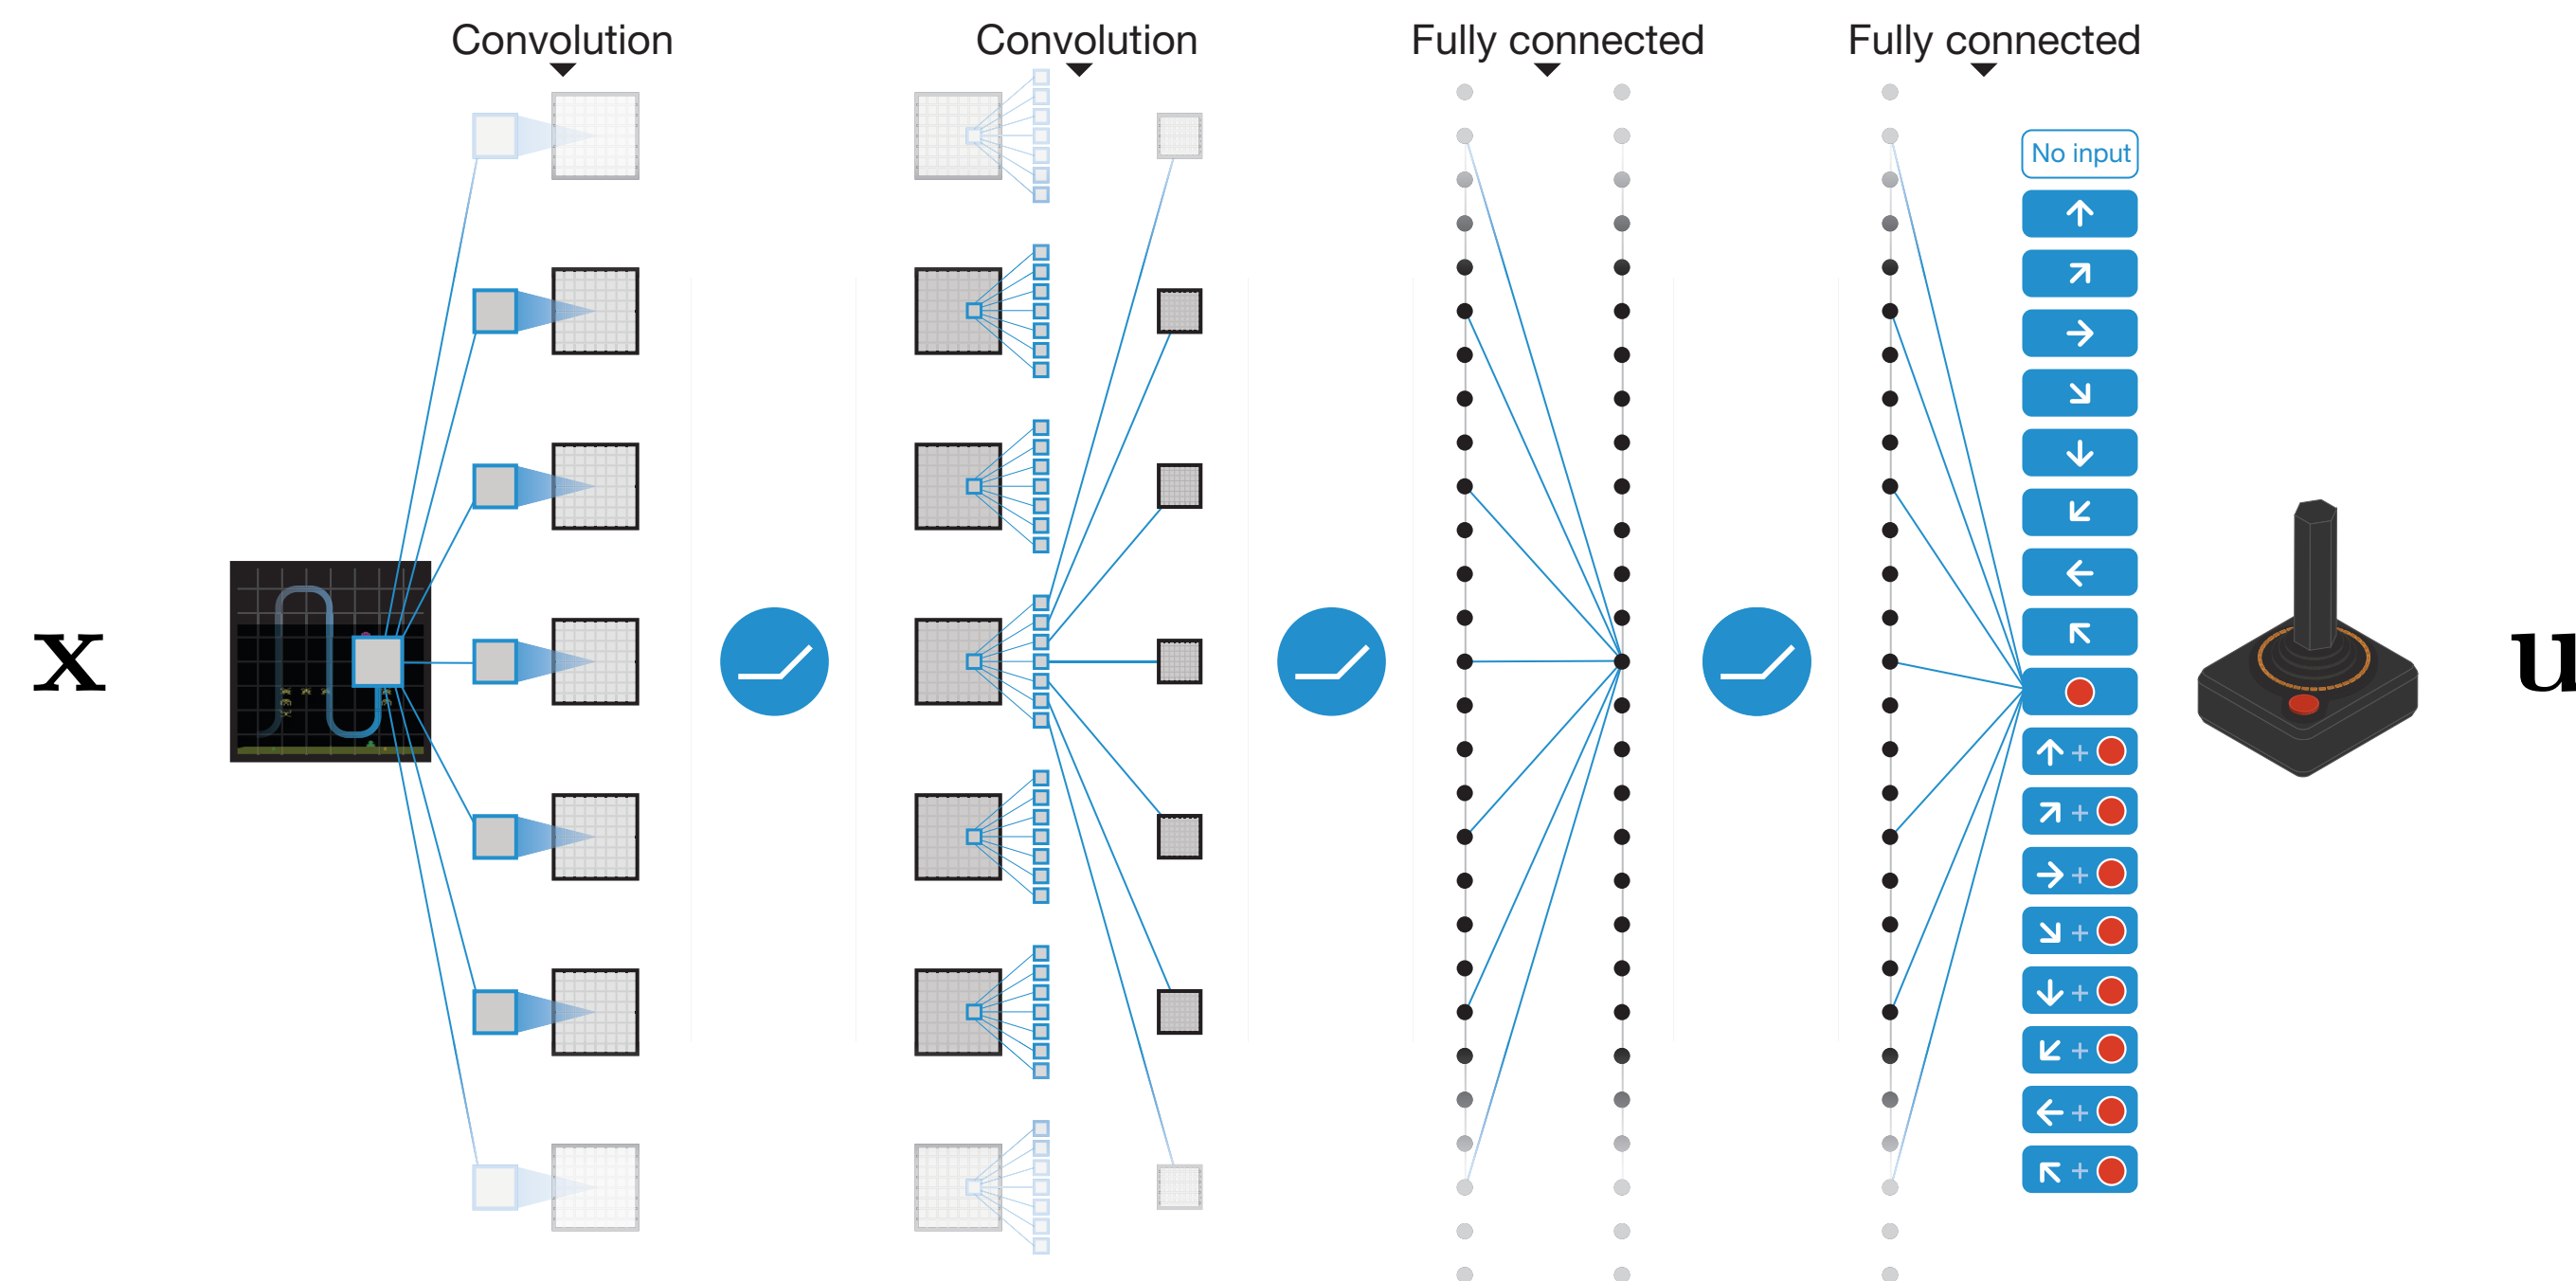 Convolution
Convolution
Fully connected
Fully connected
No input
x
u
+
+
+
+
+
+
+
+